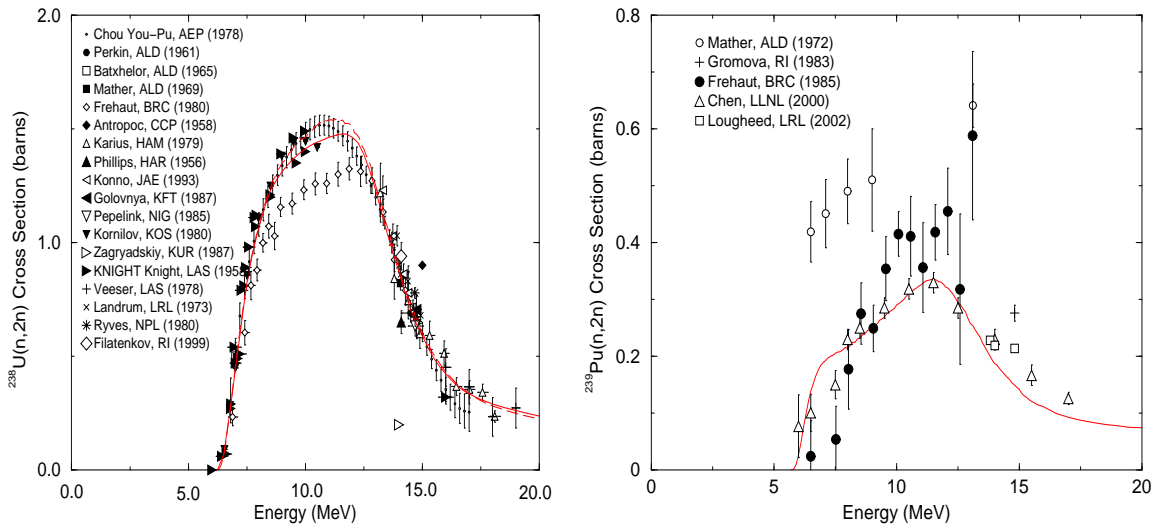 2.0
1.0
0.0
238U(n,2n) Cross Section (barns)
Chou You−Pu, AEP (1978)
Perkin, ALD (1961)
Batxhelor, ALD (1965)
Mather, ALD (1969)
Frehaut, BRC (1980)
Antropoc, CCP (1958)
Karius, HAM (1979)
Phillips, HAR (1956)
Konno, JAE (1993)
Golovnya, KFT (1987)
Pepelink, NIG (1985)
Kornilov, KOS (1980)
Zagryadskiy, KUR (1987)
KNIGHT Knight, LAS (1958
Veeser, LAS (1978)
Landrum, LRL (1973)
Ryves, NPL (1980)
Filatenkov, RI (1999)
0.0 5.0 10.0 15.0 20.0
Energy (MeV)
0.8
0.6
0.4
0.2
0.0
239Pu(n,2n) Cross Section (barns)
Mather, ALD (1972)
Gromova, RI (1983)
Frehaut, BRC (1985)
Chen, LLNL (2000)
Lougheed, LRL (2002)
0 5 10 15 20
Energy (MeV)